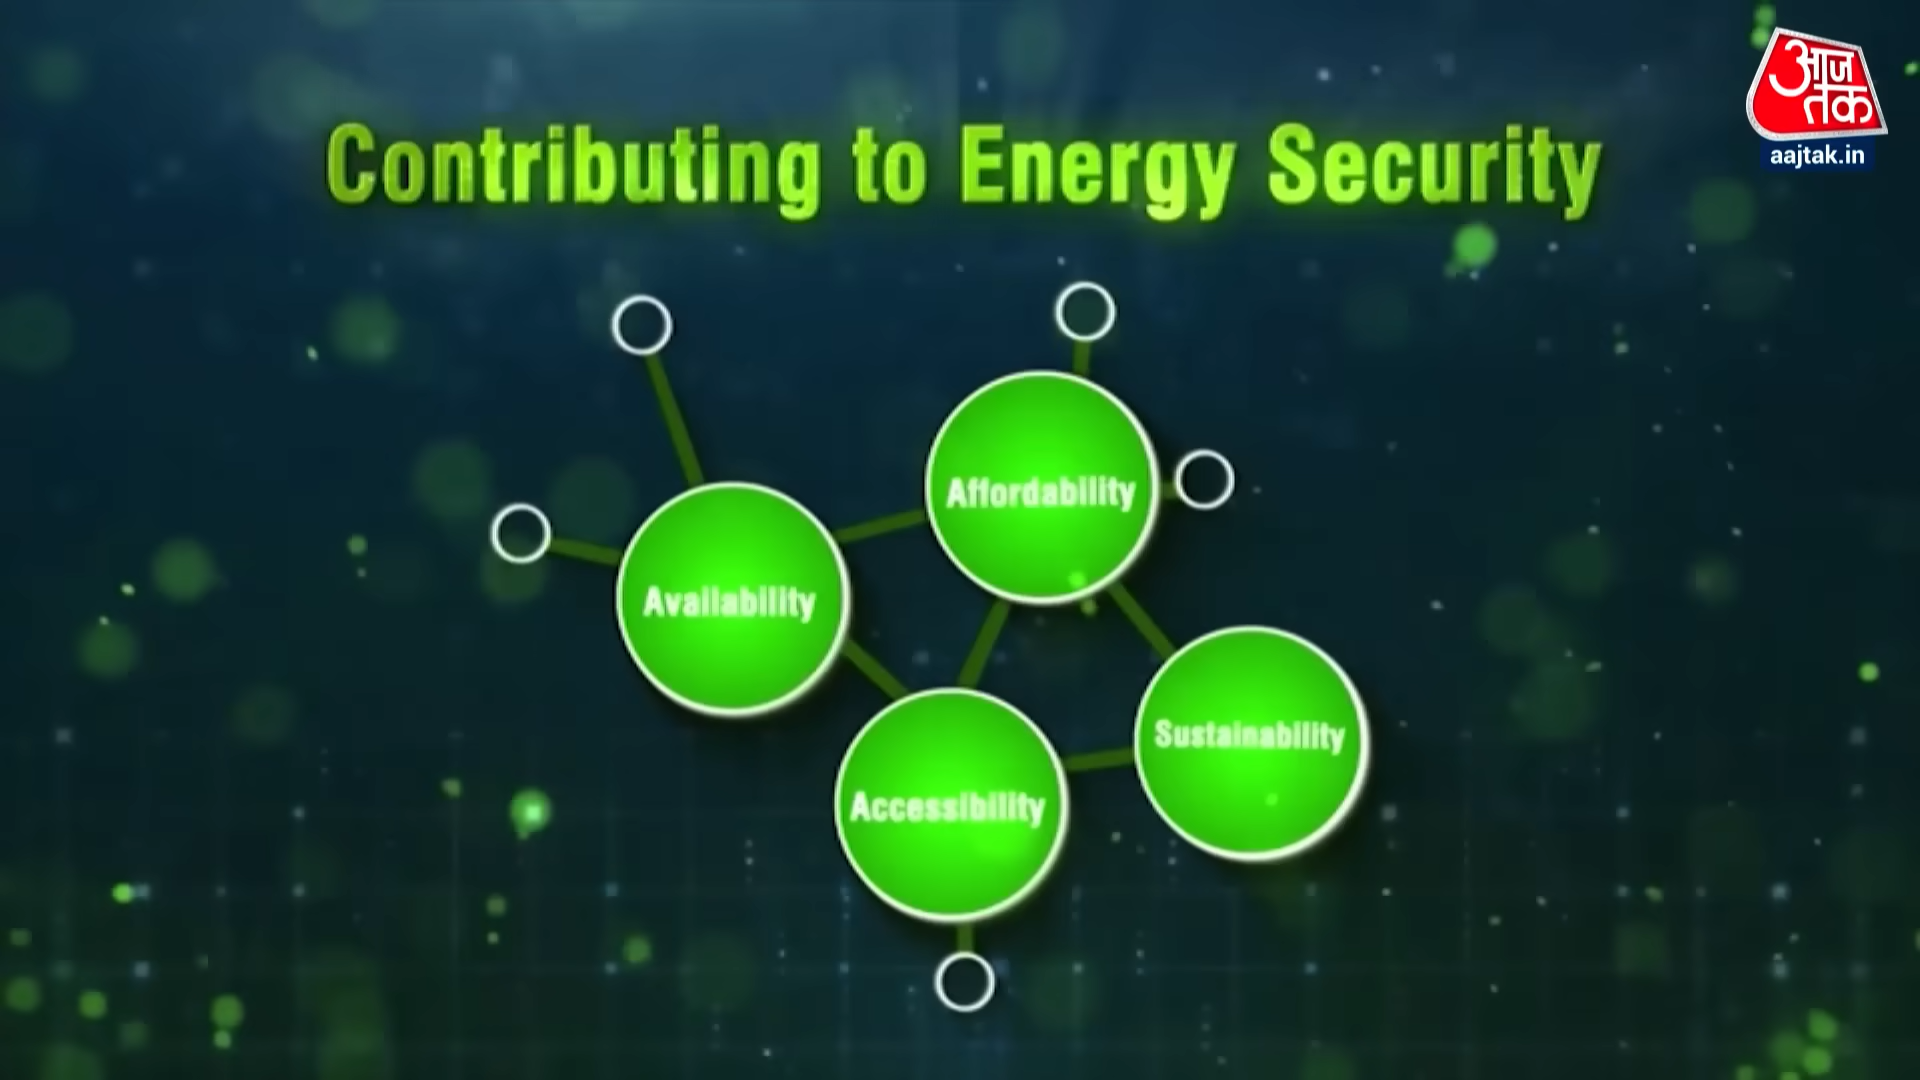 आज
तक
aajtak.in
Contributing to Energy Security
Affordability
Availability
Sustainability
Accessibility